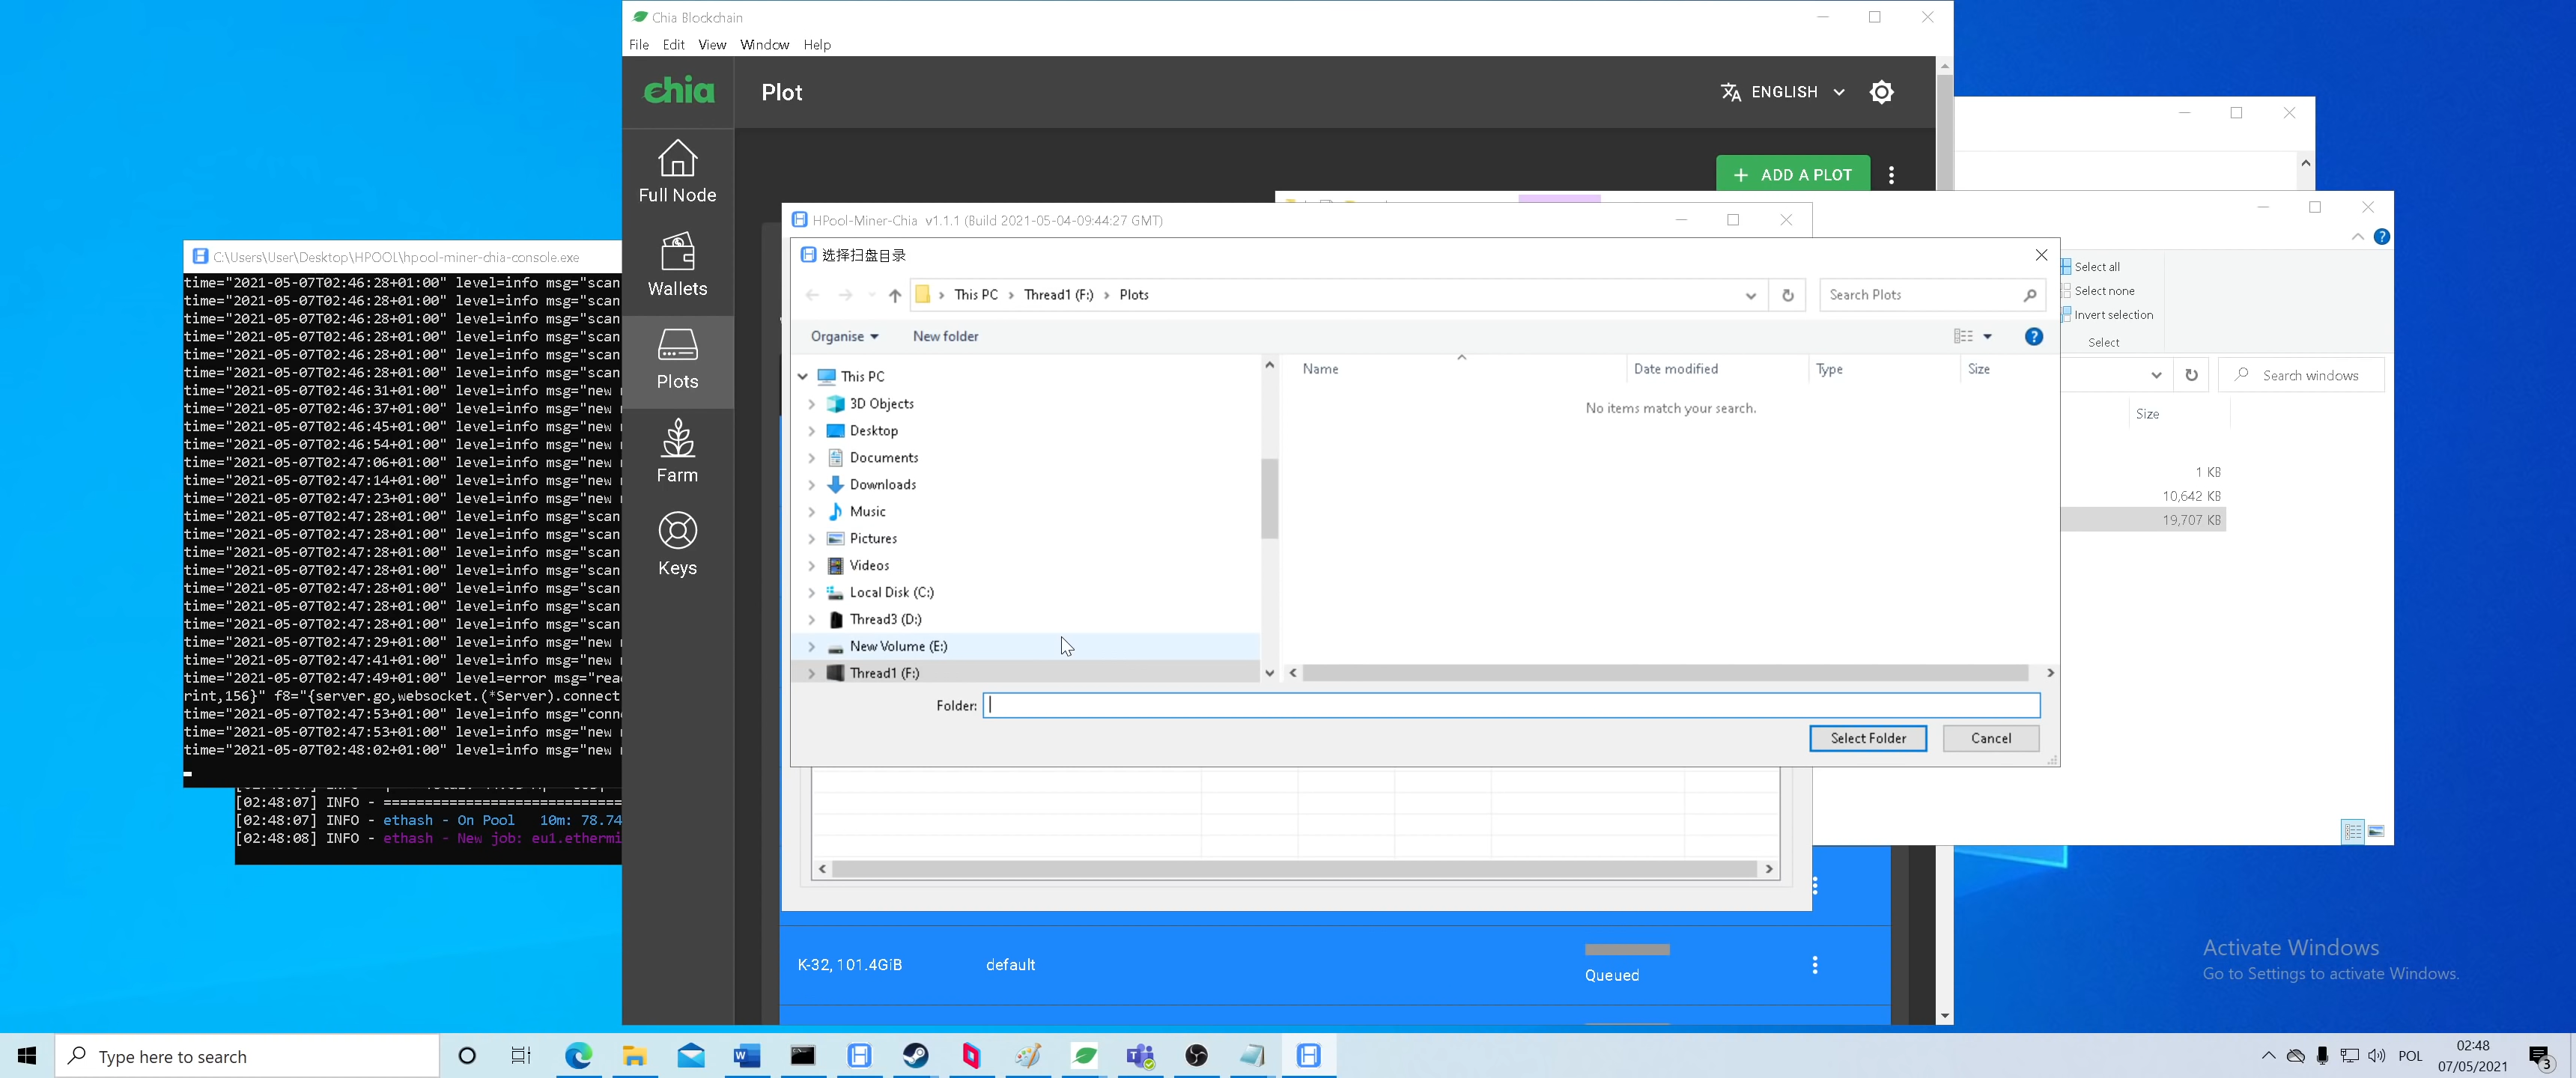 Chia Blockchain
File Edit View Window Help
chia
Plot
ENGLISH
Full Node
Wallets
Plots
Farm
Keys
+ ADD A PLOT
HPool-Miner-Chia v1.1.1 (Build 2021-05-04-09:44:27 GMT)
选择扫盘目录
This PC > Thread1 (F:) > Plots
Search Plots
Organise
New folder
This PC
3D Objects
Desktop
Documents
Downloads
Music
Pictures
Videos
Local Disk (C:)
Thread3 (D:)
New Volume (E:)
Thread1 (F:)
Name
Date modified
Type
Size
No items match your search.
Folder:
Select Folder
Cancel
C:\Users\User\Desktop\HPOOL\hpool-miner-chia-console.exe
time="2021-05-07T02:46:28+01:00" level=info msg="scan
time="2021-05-07T02:46:28+01:00" level=info msg="scan
time="2021-05-07T02:46:28+01:00" level=info msg="scan
time="2021-05-07T02:46:28+01:00" level=info msg="scan
time="2021-05-07T02:46:28+01:00" level=info msg="scan
time="2021-05-07T02:46:28+01:00" level=info msg="scan
time="2021-05-07T02:46:31+01:00" level=info msg="new
time="2021-05-07T02:46:37+01:00" level=info msg="new
time="2021-05-07T02:46:45+01:00" level=info msg="new
time="2021-05-07T02:46:54+01:00" level=info msg="new
time="2021-05-07T02:47:06+01:00" level=info msg="new
time="2021-05-07T02:47:14+01:00" level=info msg="new
time="2021-05-07T02:47:23+01:00" level=info msg="new
time="2021-05-07T02:47:28+01:00" level=info msg="scan
time="2021-05-07T02:47:28+01:00" level=info msg="scan
time="2021-05-07T02:47:28+01:00" level=info msg="scan
time="2021-05-07T02:47:28+01:00" level=info msg="scan
time="2021-05-07T02:47:28+01:00" level=info msg="scan
time="2021-05-07T02:47:28+01:00" level=info msg="scan
time="2021-05-07T02:47:28+01:00" level=info msg="scan
time="2021-05-07T02:47:29+01:00" level=info msg="new
time="2021-05-07T02:47:41+01:00" level=info msg="new
time="2021-05-07T02:47:49+01:00" level=error msg="rea
rint,156}" f8="{server.go,websocket.(*Server).connect
time="2021-05-07T02:47:53+01:00" level=info msg="conn
time="2021-05-07T02:47:53+01:00" level=info msg="new
time="2021-05-07T02:48:02+01:00" level=info msg="new
[02:48:07] INFO - ==========================
[02:48:07] INFO - ethash - On Pool 10m: 78.74
[02:48:08] INFO - ethash - New job: eu1.ethermi
Select all
Select none
Invert selection
Select
Search windows
Size
1 KB
10,642 KB
19,707 KB
K-32, 101.4GiB
default
Queued
Activate Windows
Go to Settings to activate Windows.
Type here to search
POL
02:48
07/05/2021
3